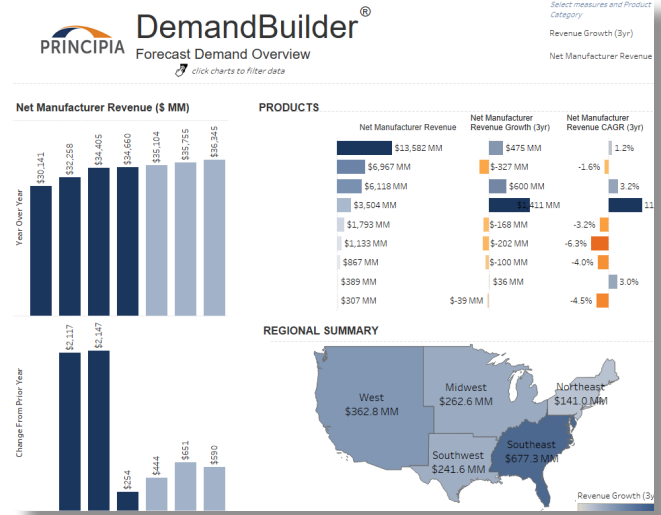 Select measures and Product
Category
Revenue Growth (3yr)
Net Manufacturer Revenue
PRINCIPIA
DemandBuilder®
Forecast Demand Overview
click charts to filter data
Net Manufacturer Revenue ($ MM)
Year Over Year
$30,141
$32,258
$34,405
$34,660
$35,104
$35,755
$36,345
Change From Prior Year
$2,117
$2,147
$254
$444
$651
$590
PRODUCTS
Net Manufacturer Revenue
Net Manufacturer
Revenue Growth (3yr)
Net Manufacturer
Revenue CAGR (3yr)
$13,582 MM $475 MM 1.2%
$6,967 MM $-327 MM -1.6%
$6,118 MM $600 MM 3.2%
$3,504 MM $1,411 MM 11
$1,793 MM $-168 MM -3.2%
$1,133 MM $-202 MM -6.3%
$867 MM $-100 MM -4.0%
$389 MM $36 MM 3.0%
$307 MM $-39 MM -4.5%
REGIONAL SUMMARY
West
$362.8 MM
Midwest
$262.6 MM
Northeast
$141.0 MM
Southwest
$241.6 MM
Southeast
$677.3 MM
Revenue Growth (3y